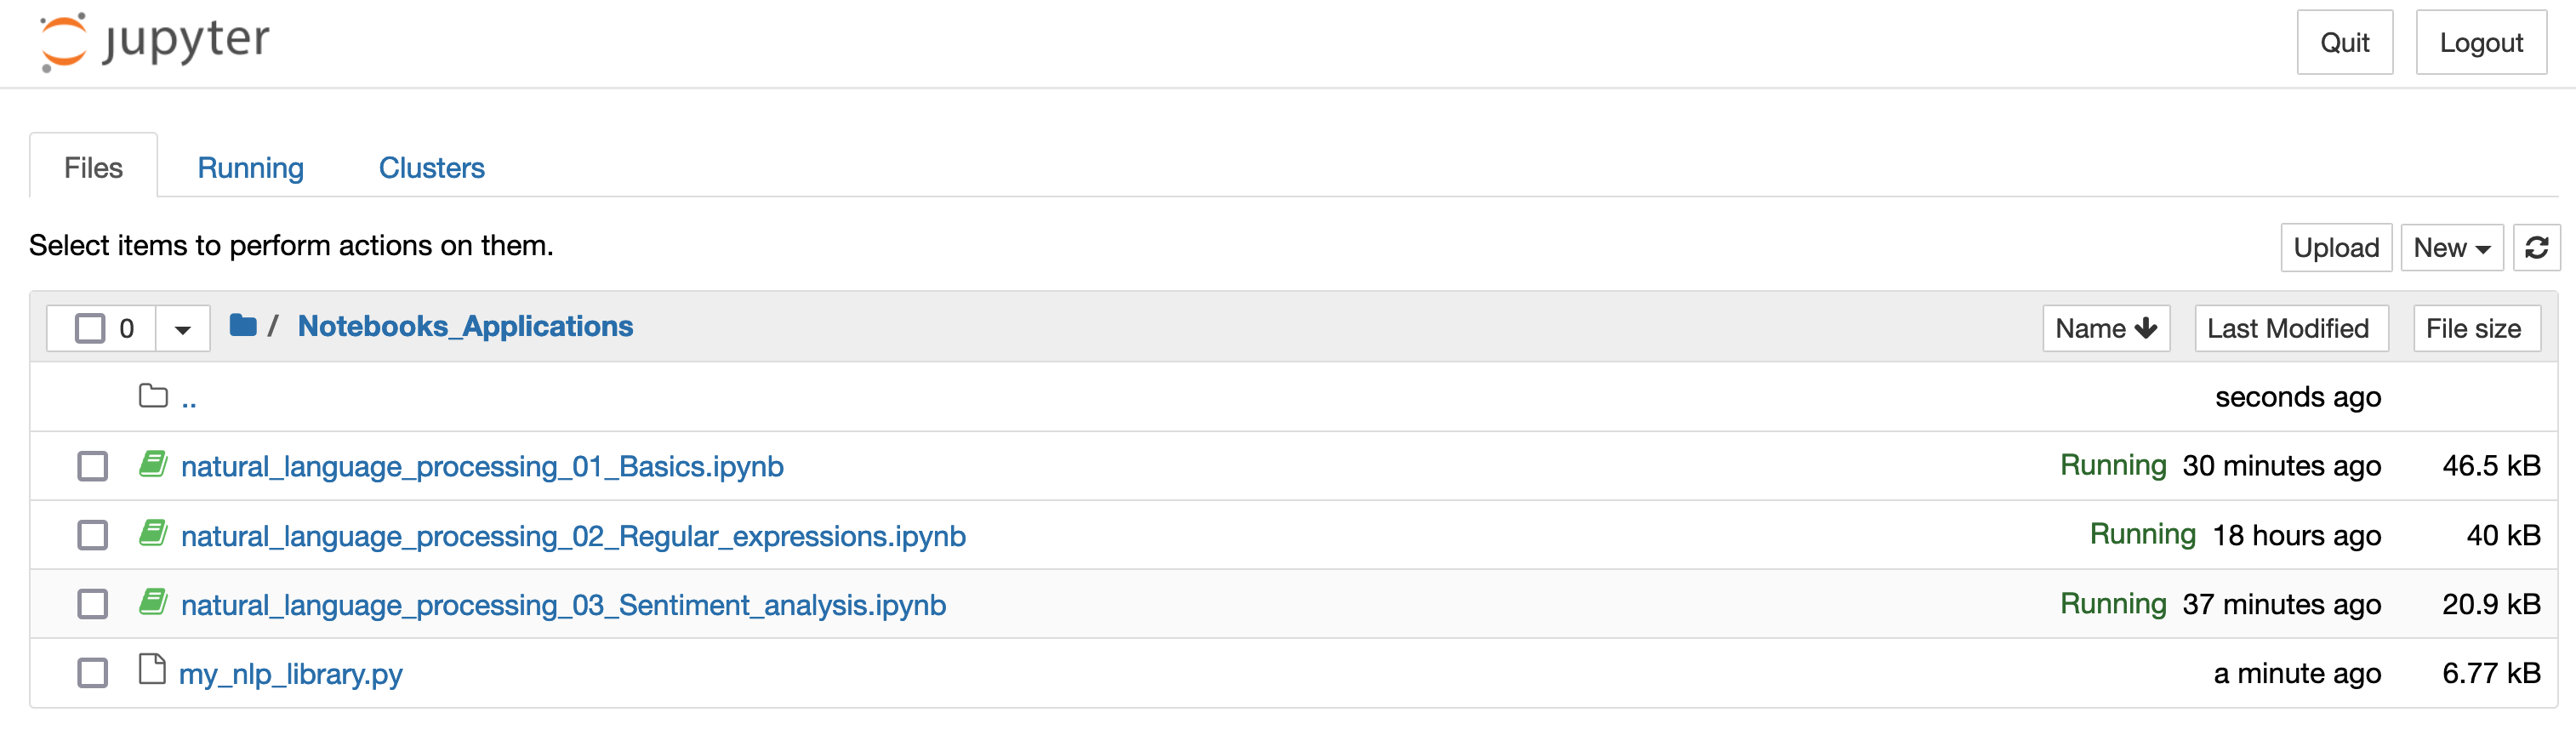 jupyter Quit Logout
Files Running Clusters
Select items to perform actions on them. Upload New
0 / Notebooks_Applications Name Last Modified File size
.. seconds ago
natural_language_processing_01_Basics.ipynb Running 30 minutes ago 46.5 kB
natural_language_processing_02_Regular_expressions.ipynb Running 18 hours ago 40 kB
natural_language_processing_03_Sentiment_analysis.ipynb Running 37 minutes ago 20.9 kB
my_nlp_library.py a minute ago 6.77 kB